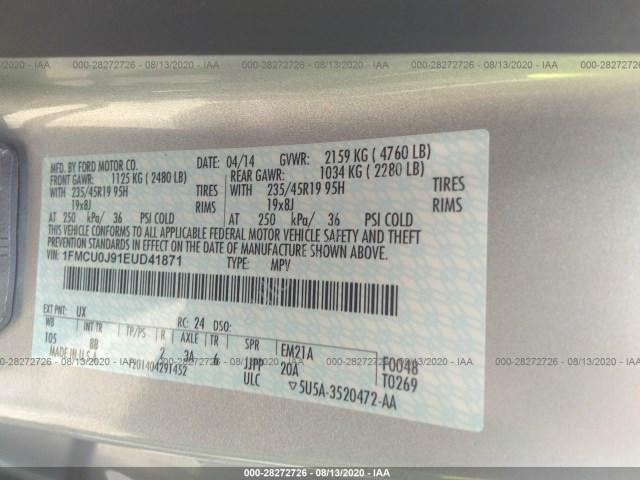 000-28272726 - 08/13/2020 - IAA
MFD. BY FORD MOTOR CO. DATE: 04/14 GVWR: 2159 KG ( 4760 LB)
FRONT GAWR: 1125 KG ( 2480 LB) REAR GAWR: 1034 KG ( 2280 LB)
WITH 235/45R19 95H TIRES WITH 235/45R19 95H TIRES
19x8J RIMS 19x8J RIMS
AT 250 kPa/ 36 PSI COLD AT 250 kPa/ 36 PSI COLD
THIS VEHICLE CONFORMS TO ALL APPLICABLE FEDERAL MOTOR VEHICLE SAFETY AND THEFT
PREVENTION STANDARDS IN EFFECT ON THE DATE OF MANUFACTURE SHOWN ABOVE.
VIN: 1FMCU0J91EUD41871 TYPE: MPV
EXT PNT: UX RC: 24 DSO:
WB INT TR TP/PS R AXLE TR SPR EM21A F0048
105 8B 2 3A 6 JJPP 20A T0269
MADE IN U.S.A. F201404291452 ULC 5U5A-3520472-AA
000-28272726 - 08/13/2020 - IAA
000-28272726 - 08/13/2020 - IAA